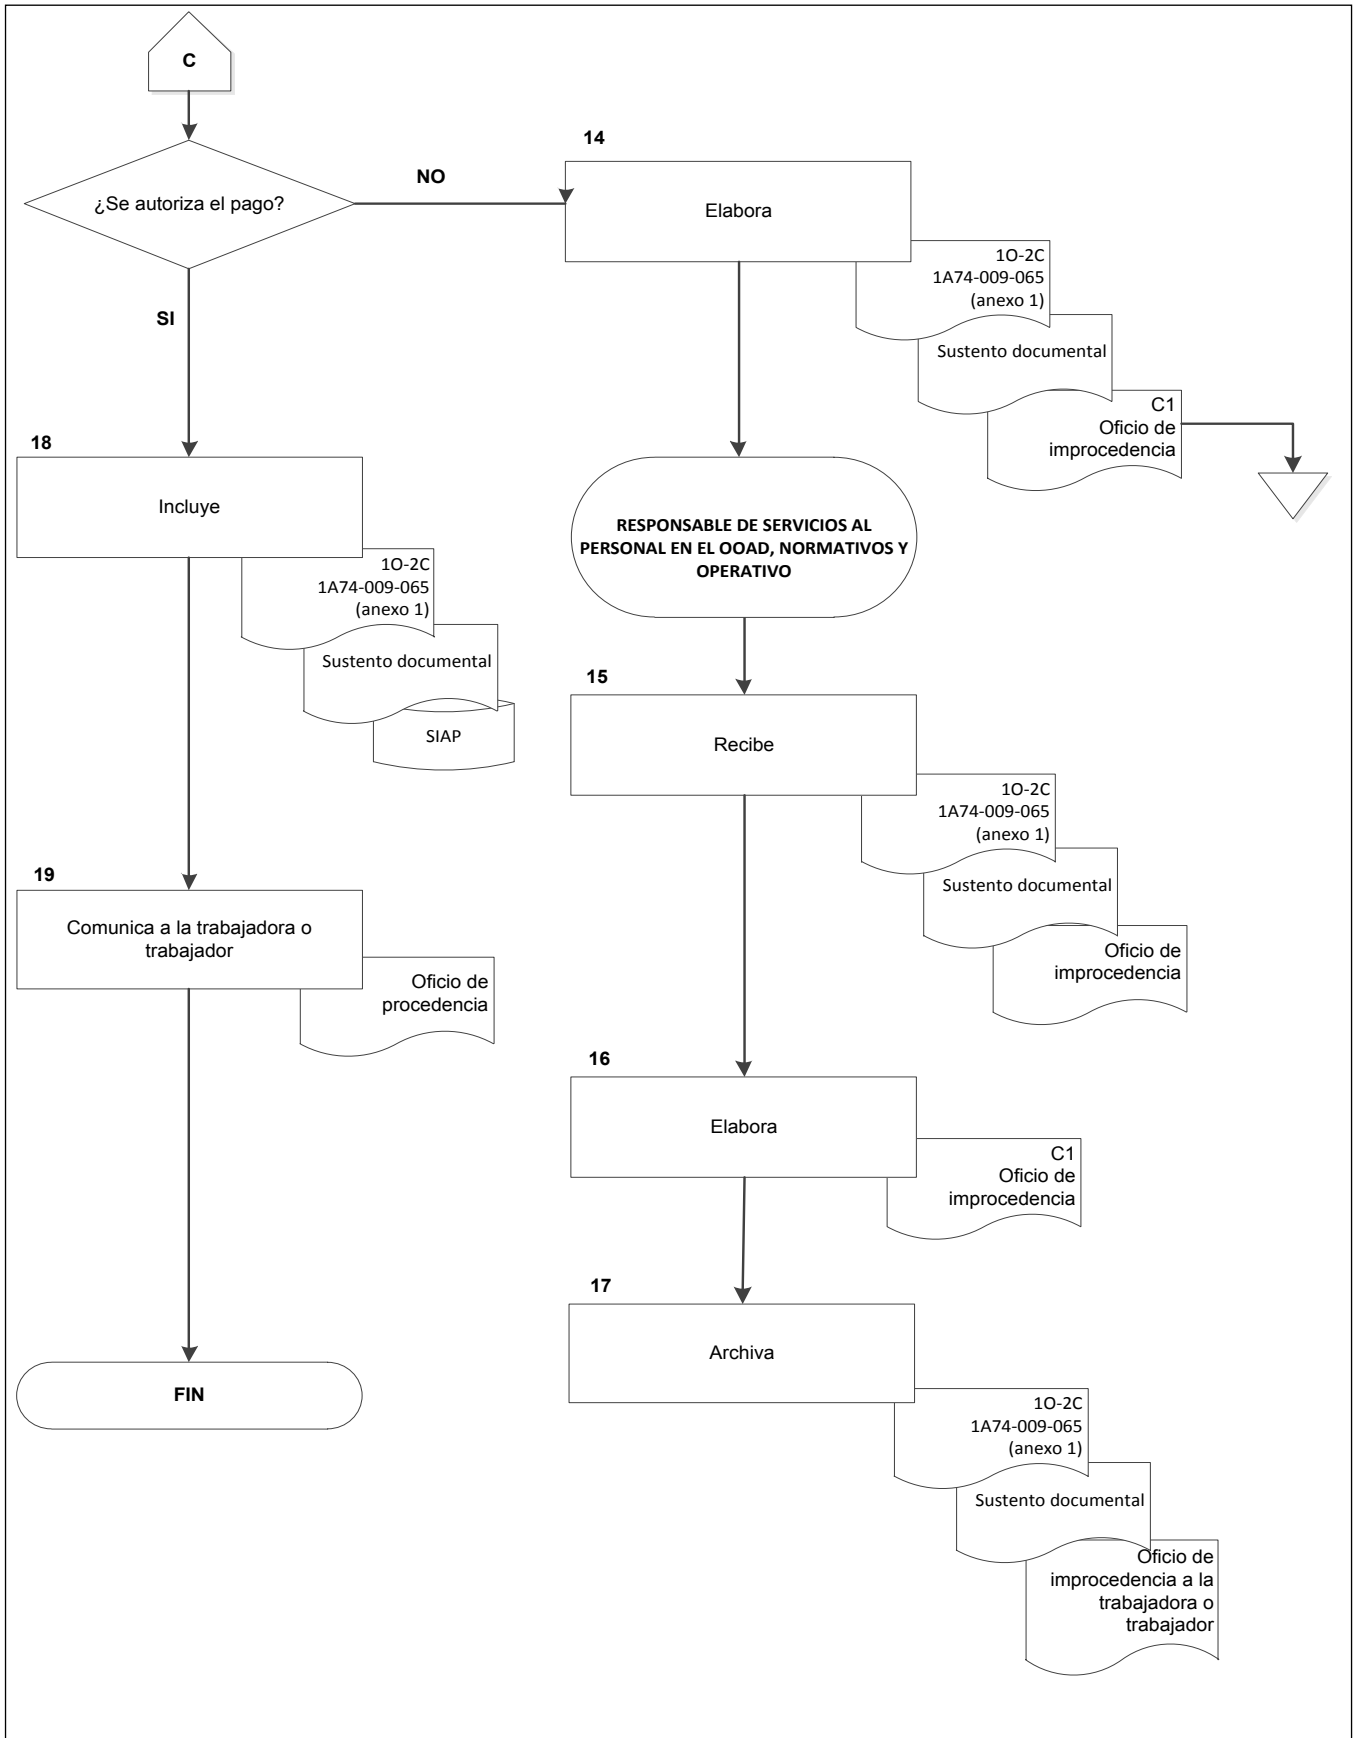 C
¿Se autoriza el pago?
NO
SI
14
Elabora
1O-2C
1A74-009-065
(anexo 1)
Sustento documental
C1
Oficio de
improcedencia
RESPONSABLE DE SERVICIOS AL
PERSONAL EN EL OOAD, NORMATIVOS Y
OPERATIVO
15
Recibe
1O-2C
1A74-009-065
(anexo 1)
Sustento documental
Oficio de
improcedencia
16
Elabora
C1
Oficio de
improcedencia
17
Archiva
1O-2C
1A74-009-065
(anexo 1)
Sustento documental
Oficio de
improcedencia a la
trabajadora o
trabajador
18
Incluye
1O-2C
1A74-009-065
(anexo 1)
Sustento documental
SIAP
19
Comunica a la trabajadora o
trabajador
Oficio de
procedencia
FIN